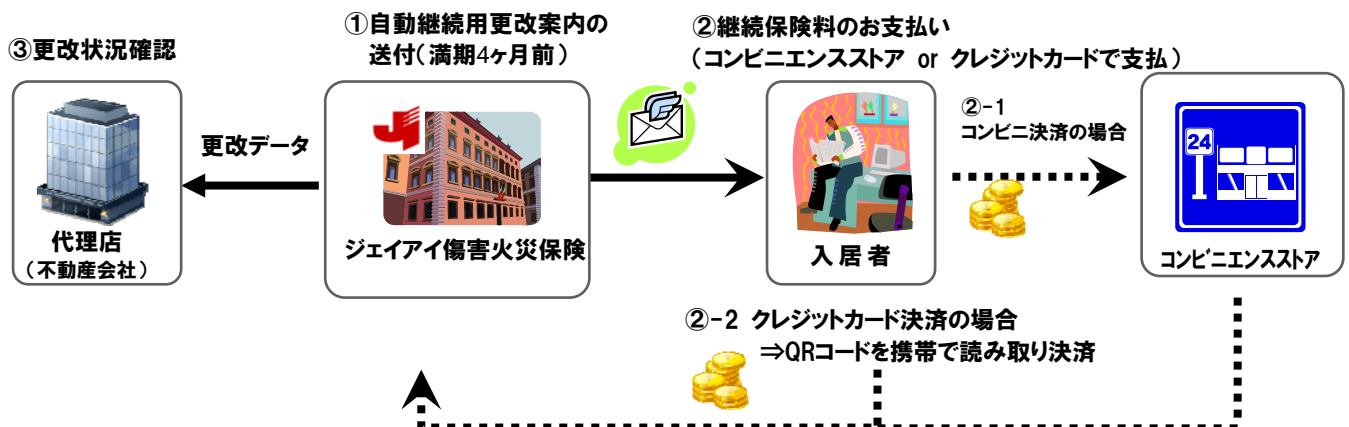 ①自動継続用更改案内の
送付(満期4ヶ月前)
②継続保険料のお支払い
(コンビニエンスストア or クレジットカードで支払)
③更改状況確認
更改データ
代理店
(不動産会社)
ジェイアイ傷害火災保険
入居者
②-1
コンビニ決済の場合
24
コンビニエンスストア
②-2 クレジットカード決済の場合
⇒QRコードを携帯で読み取り決済